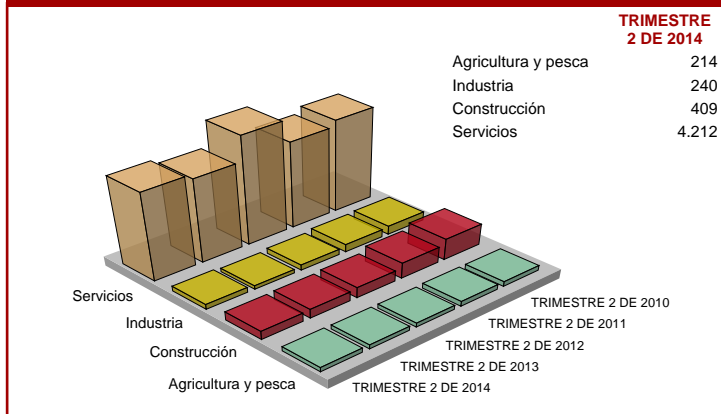 TRIMESTRE
2 DE 2014
Agricultura y pesca 214
Industria 240
Construcción 409
Servicios 4.212
Servicios
Industria
Construcción
Agricultura y pesca
TRIMESTRE 2 DE 2010
TRIMESTRE 2 DE 2011
TRIMESTRE 2 DE 2012
TRIMESTRE 2 DE 2013
TRIMESTRE 2 DE 2014